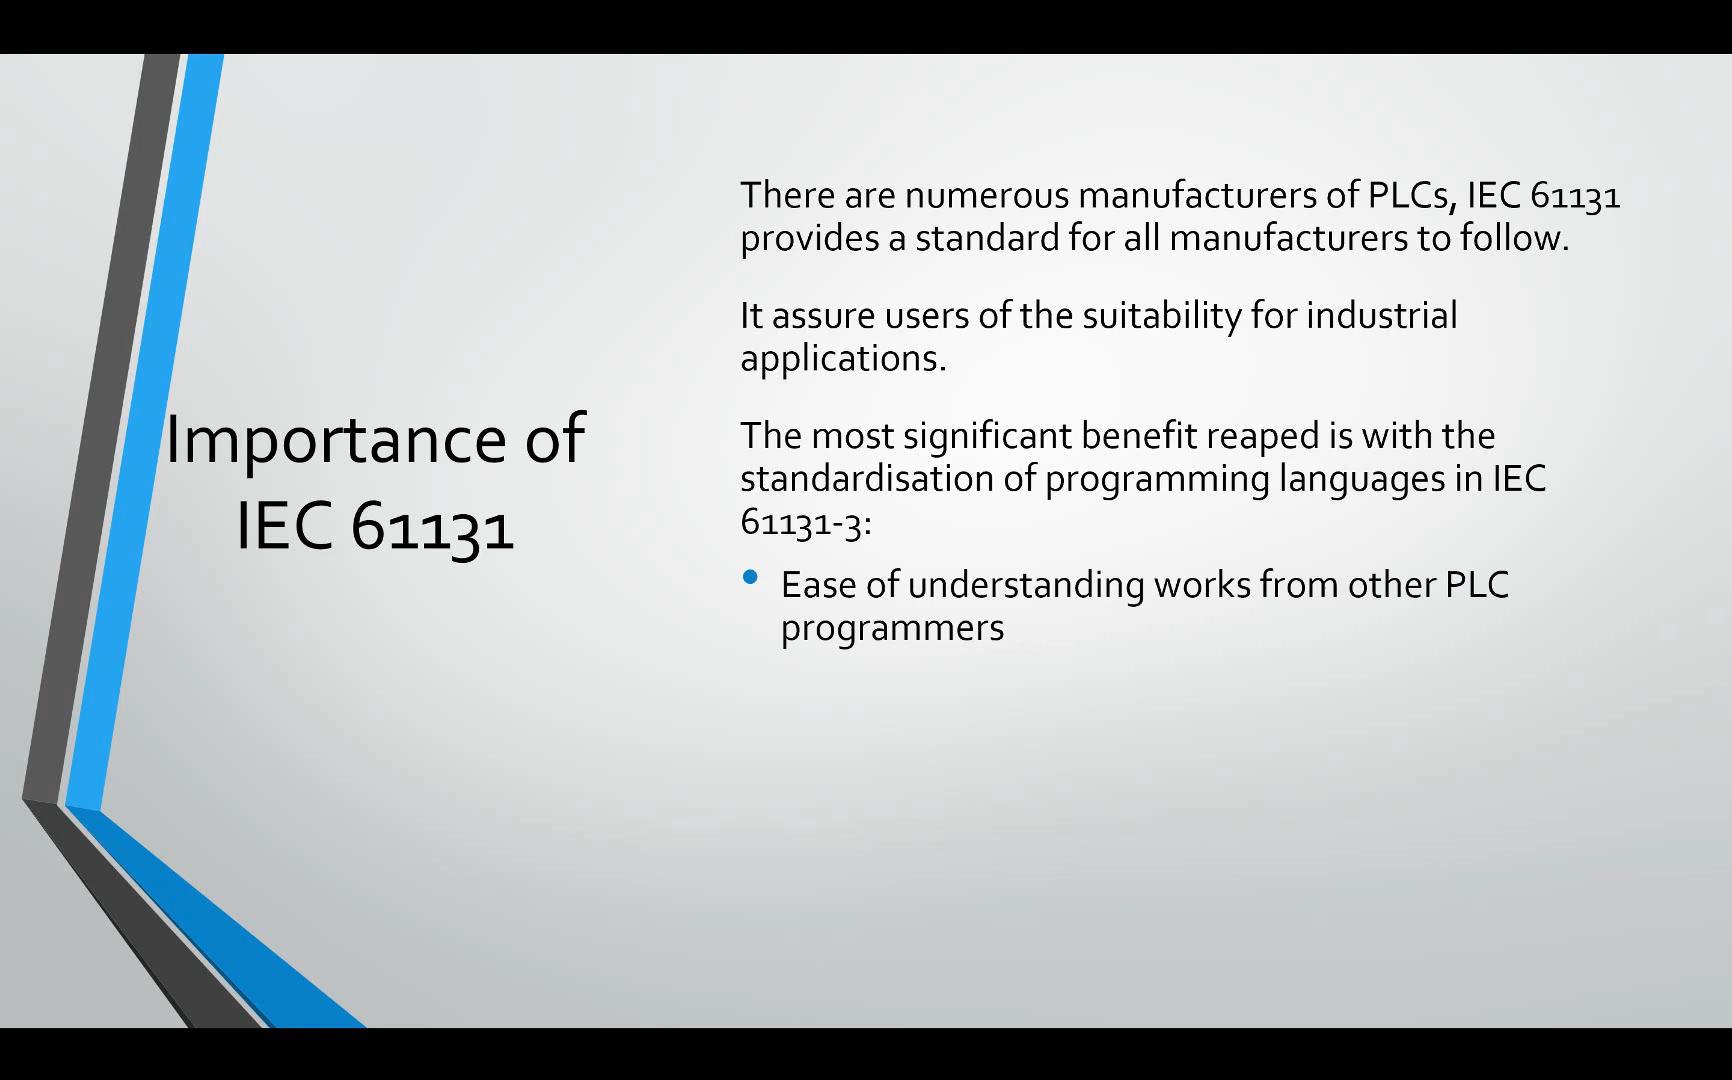 Importance of
IEC 61131
There are numerous manufacturers of PLCs, IEC 61131
provides a standard for all manufacturers to follow.
It assure users of the suitability for industrial
applications.
The most significant benefit reaped is with the
standardisation of programming languages in IEC
61131-3:
• Ease of understanding works from other PLC
programmers